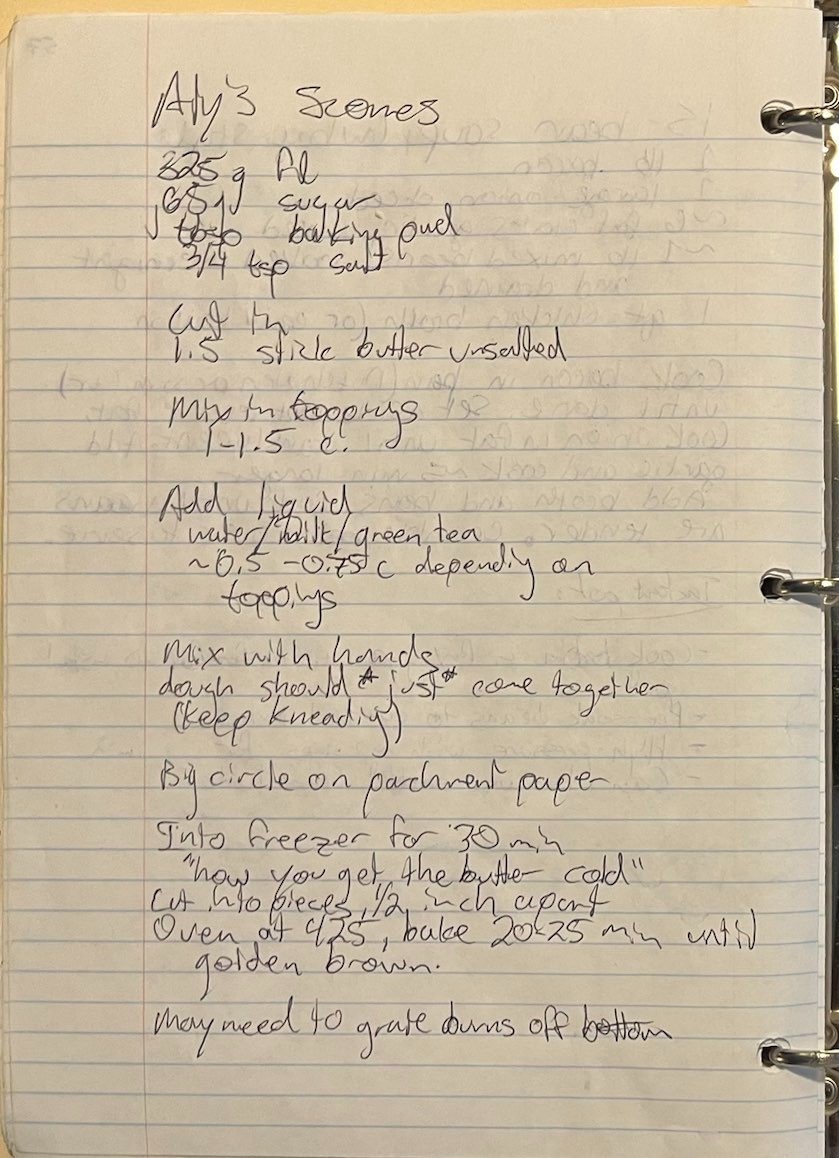 Aly's Scones
325 g fl
65 g sugar
1 tbsp baking powd
3/4 tsp salt
Cut in
1.5 stick butter unsalted
Mix in toppings
1-1.5 c.
Add liquid
water/milk/green tea
~0.5-0.75 c depending on
toppings
Mix with hands
dough should *just* come together
(keep kneading)
Big circle on parchment paper
Into freezer for 30 min
"how you get the butter cold"
Cut into pieces, 1/2 inch apart
Oven at 425, bake 20-25 min until
golden brown.
May need to grate burns off bottom